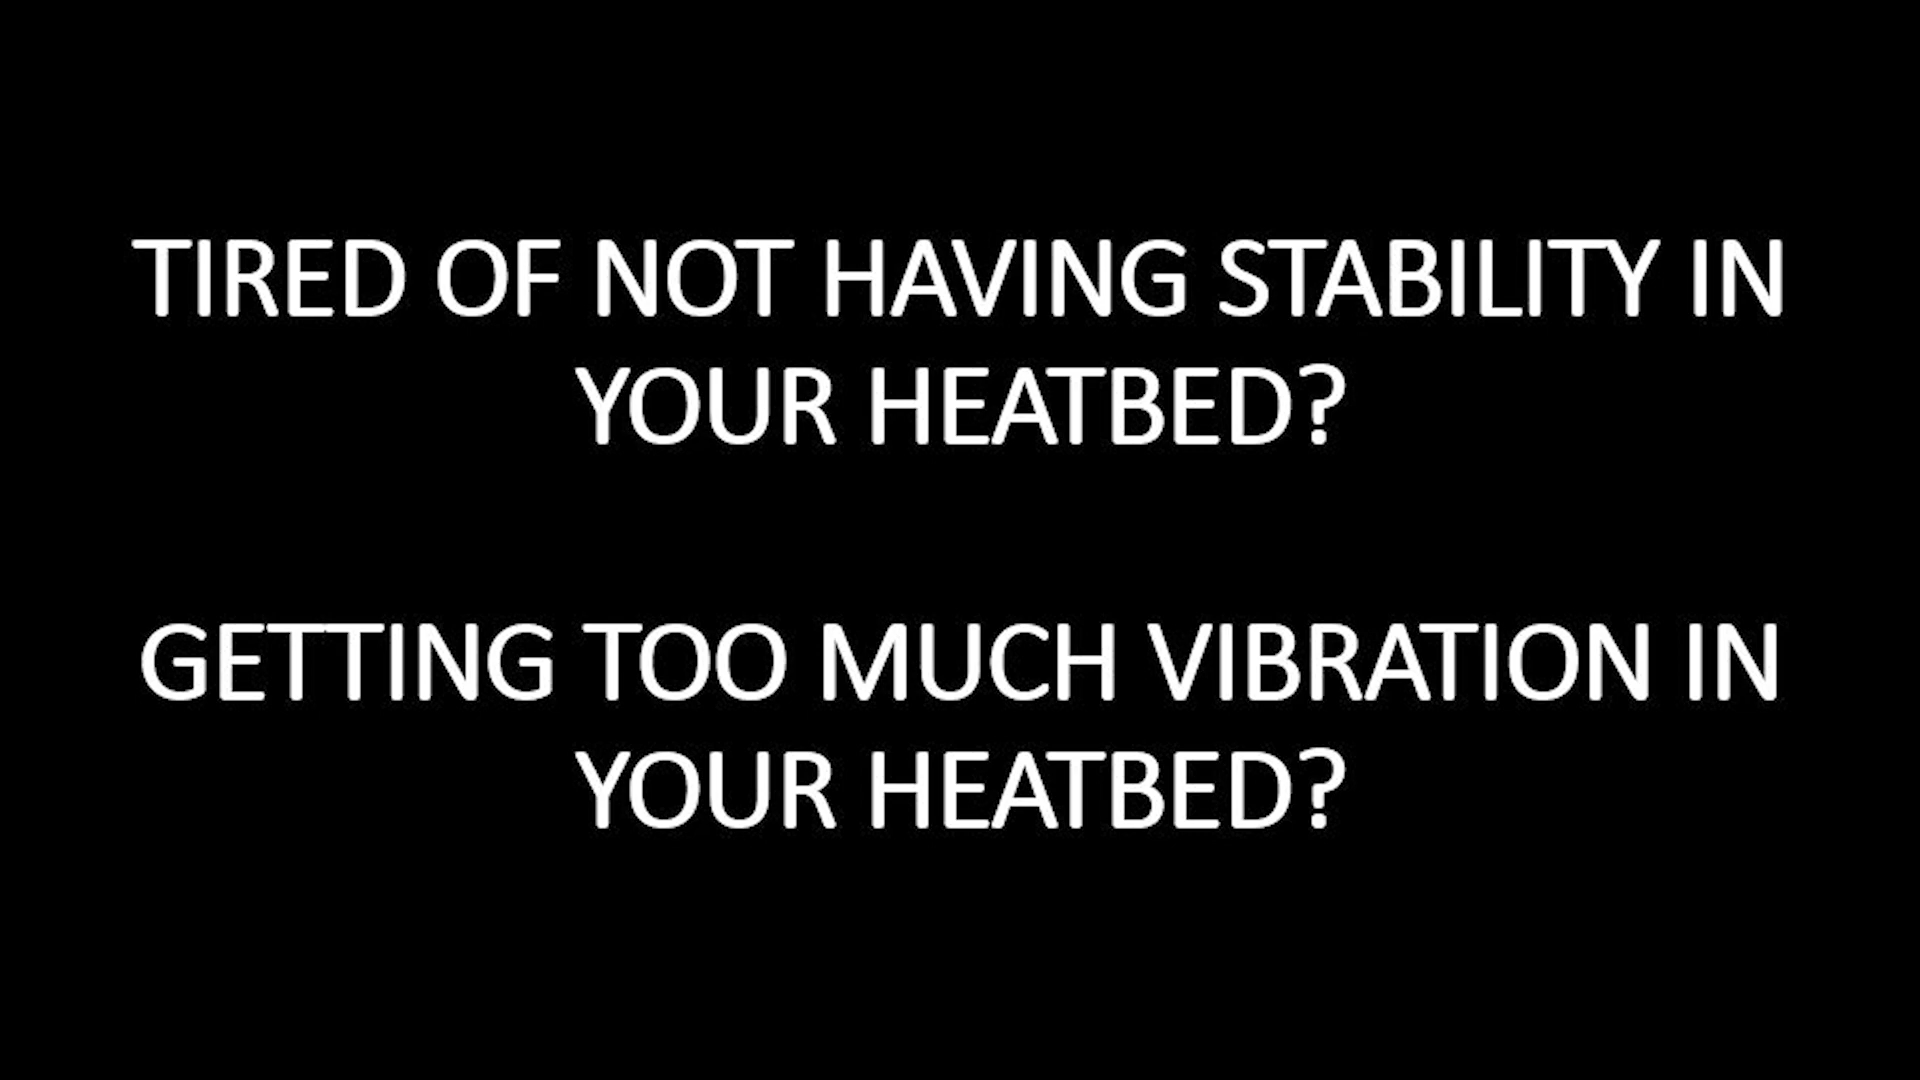 TIRED OF NOT HAVING STABILITY IN
YOUR HEATBED?
GETTING TOO MUCH VIBRATION IN
YOUR HEATBED?